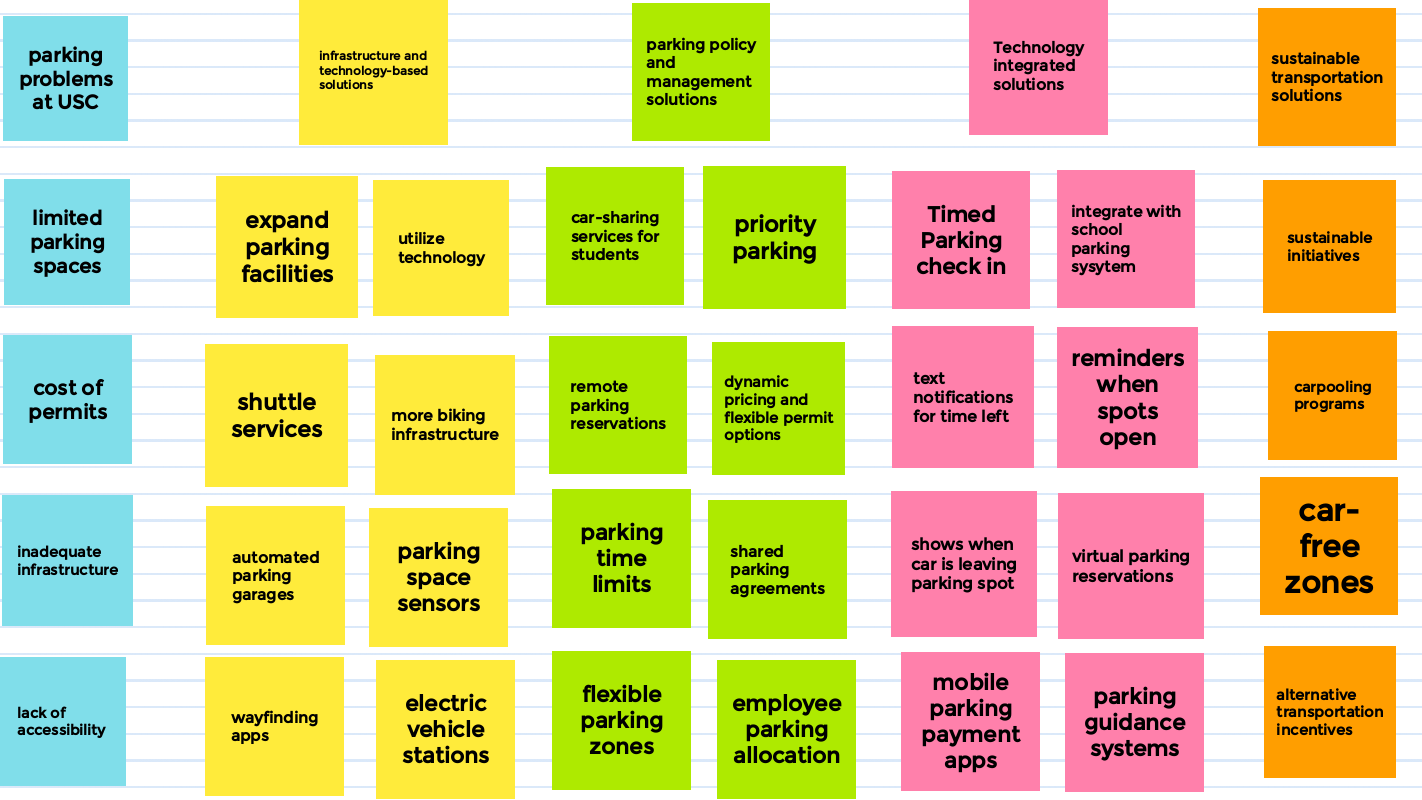 parking
problems
at USC
infrastructure and
technology-based
solutions
parking policy
and
management
solutions
Technology
integrated
solutions
sustainable
transportation
solutions
limited
parking
spaces
expand
parking
facilities
utilize
technology
car-sharing
services for
students
priority
parking
Timed
Parking
check in
integrate with
school
parking
sysytem
sustainable
initiatives
cost of
permits
shuttle
services
more biking
infrastructure
remote
parking
reservations
dynamic
pricing and
flexible permit
options
text
notifications
for time left
reminders
when
spots
open
carpooling
programs
inadequate
infrastructure
automated
parking
garages
parking
space
sensors
parking
time
limits
shared
parking
agreements
shows when
car is leaving
parking spot
virtual parking
reservations
car-
free
zones
lack of
accessibility
wayfinding
apps
electric
vehicle
stations
flexible
parking
zones
employee
parking
allocation
mobile
parking
payment
apps
parking
guidance
systems
alternative
transportation
incentives